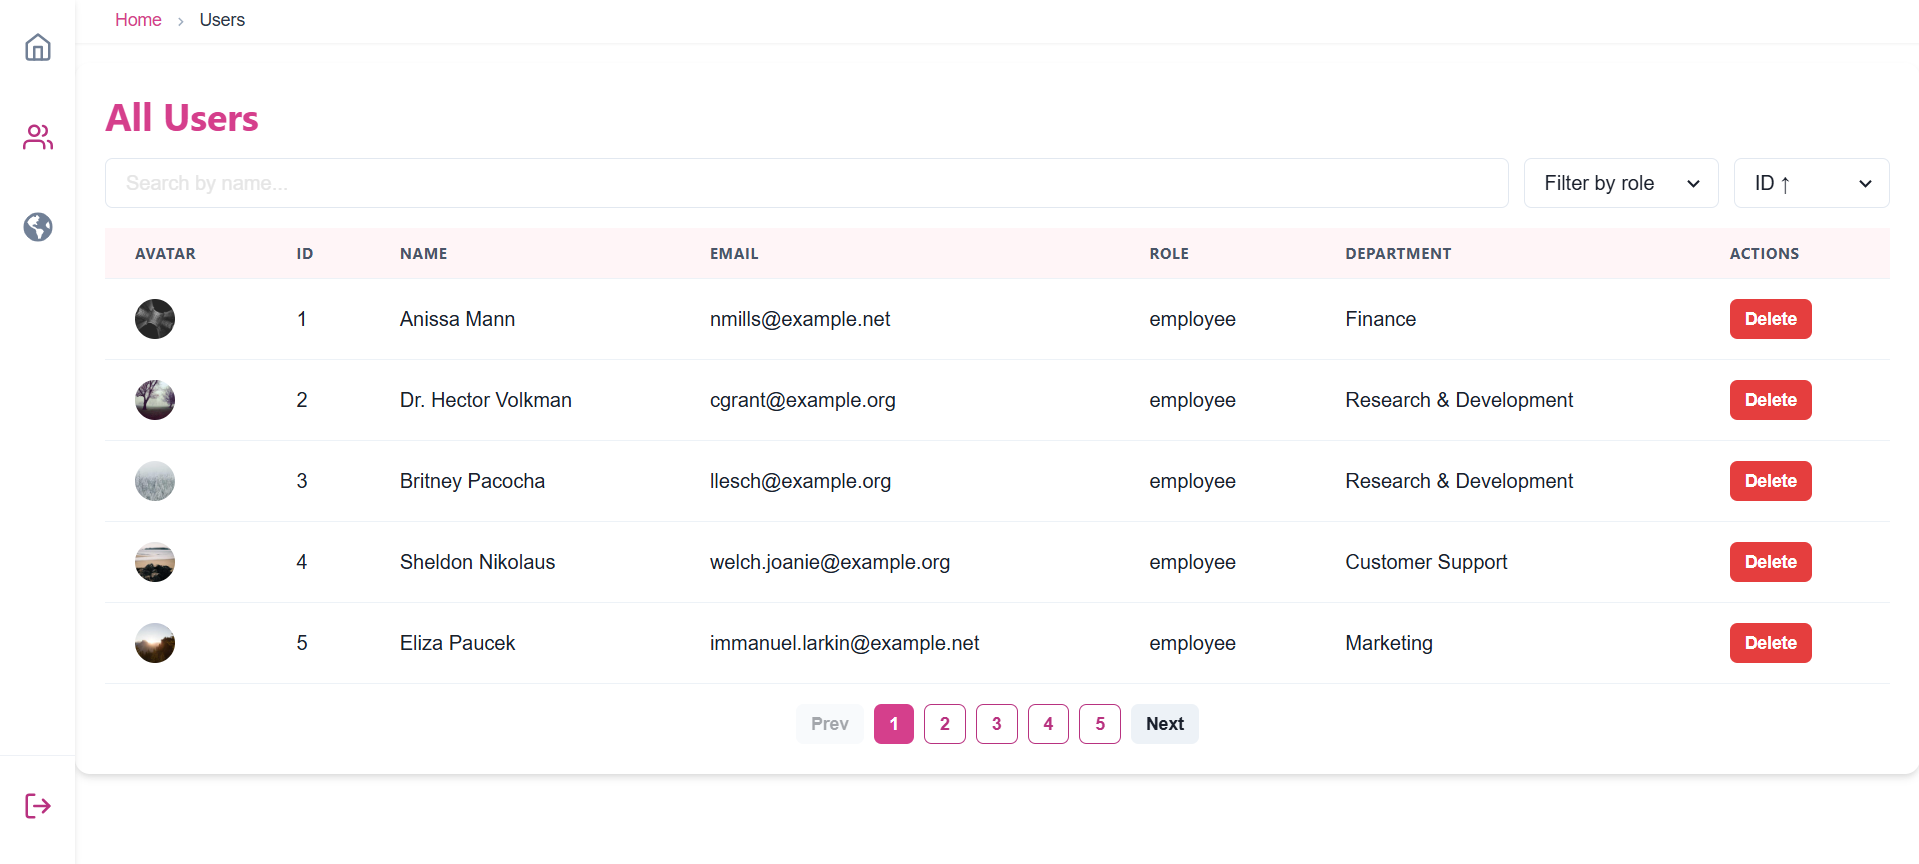 Home › Users
All Users
Search by name... Filter by role ID ↑
AVATAR ID NAME EMAIL ROLE DEPARTMENT ACTIONS
1 Anissa Mann nmills@example.net employee Finance Delete
2 Dr. Hector Volkman cgrant@example.org employee Research & Development Delete
3 Britney Pacocha llesch@example.org employee Research & Development Delete
4 Sheldon Nikolaus welch.joanie@example.org employee Customer Support Delete
5 Eliza Paucek immanuel.larkin@example.net employee Marketing Delete
Prev 1 2 3 4 5 Next